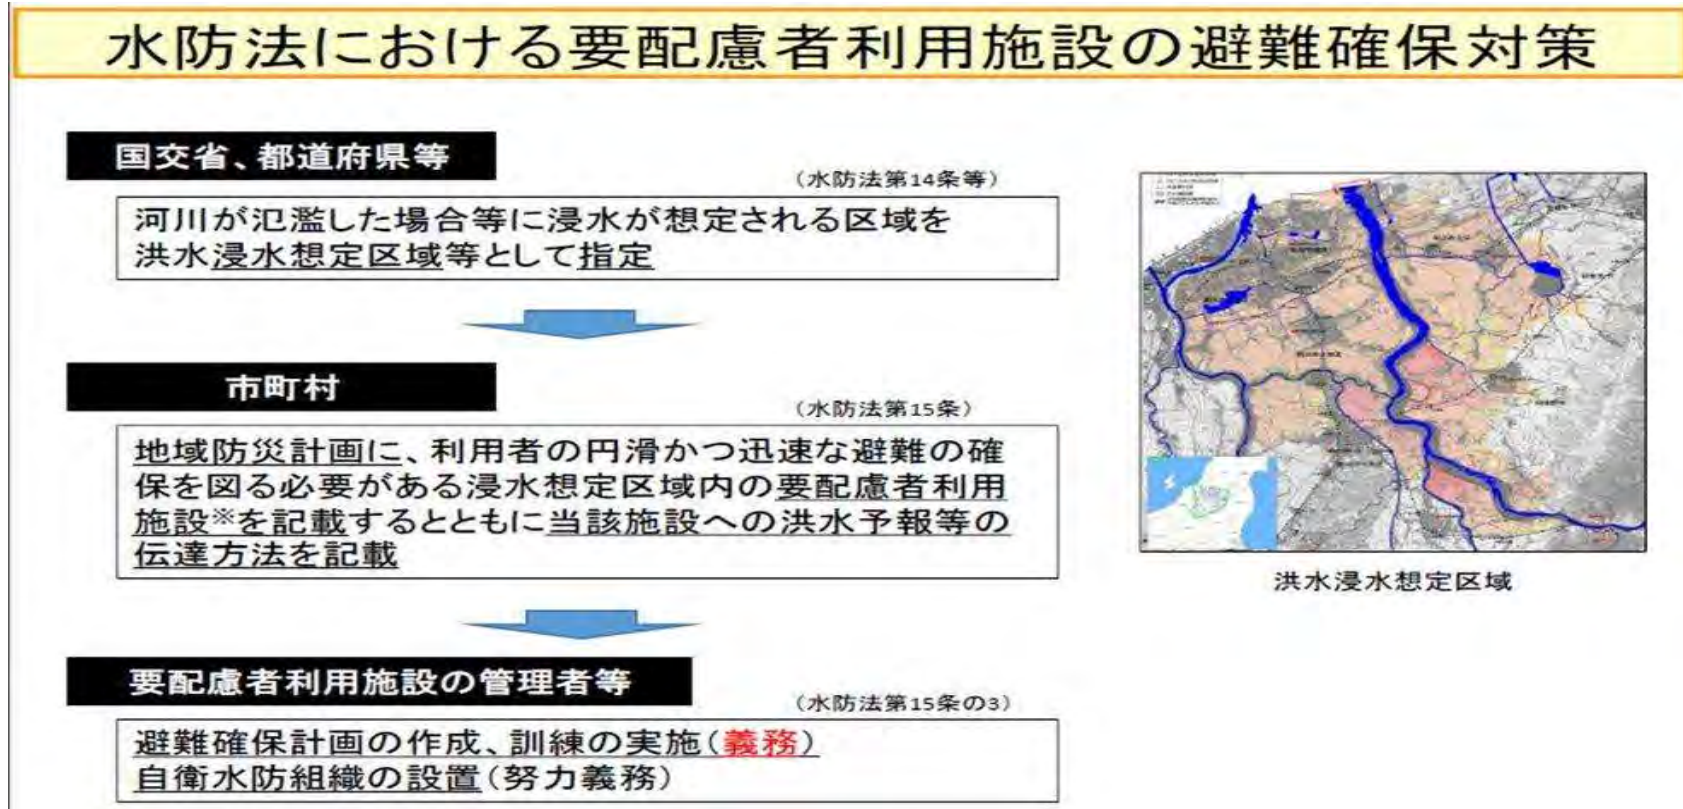 水防法における要配慮者利用施設の避難確保対策
国交省、都道府県等
（水防法第14条等）
河川が氾濫した場合等に浸水が想定される区域を
洪水浸水想定区域等として指定
市町村
（水防法第15条）
地域防災計画に、利用者の円滑かつ迅速な避難の確
保を図る必要がある浸水想定区域内の要配慮者利用
施設※を記載するとともに当該施設への洪水予報等の
伝達方法を記載
洪水浸水想定区域
要配慮者利用施設の管理者等
（水防法第15条の3）
避難確保計画の作成、訓練の実施（義務）
自衛水防組織の設置（努力義務）